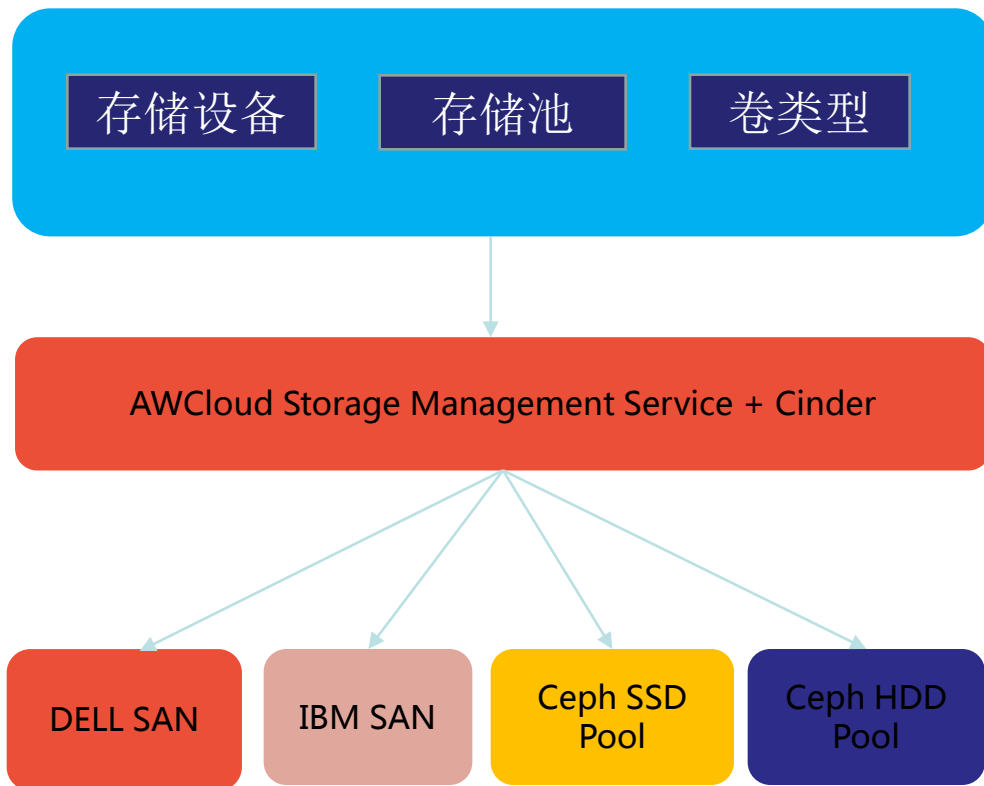 存储设备
存储池
卷类型
AWCloud Storage Management Service + Cinder
DELL SAN
IBM SAN
Ceph SSD
Pool
Ceph HDD
Pool